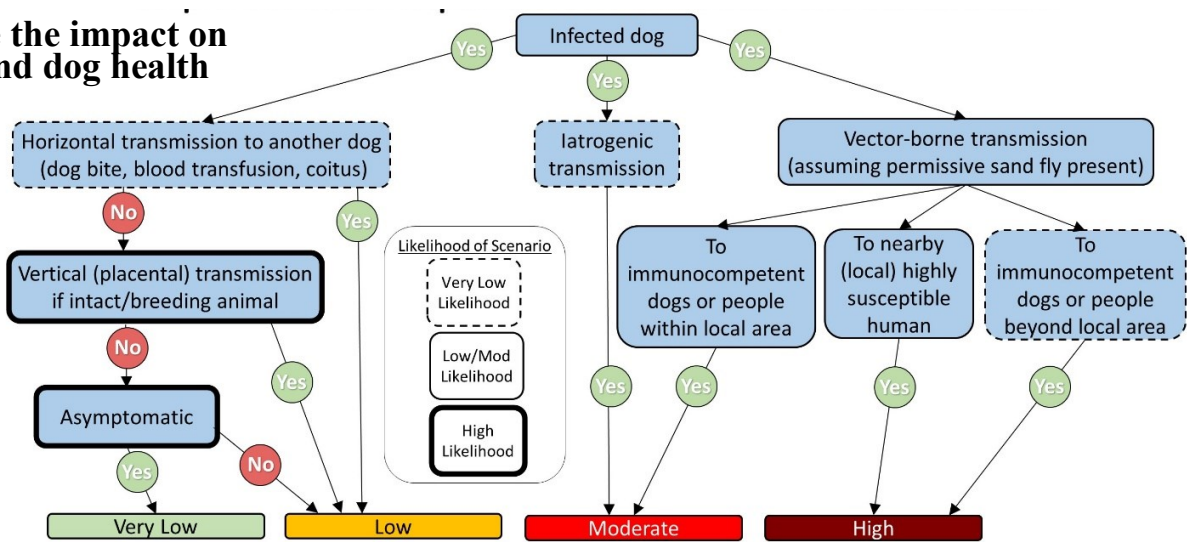 the impact on
nd dog health
Infected dog
Yes
Yes
Yes
Horizontal transmission to another dog
(dog bite, blood transfusion, coitus)
Iatrogenic
transmission
Vector-borne transmission
(assuming permissive sand fly present)
No
Yes
Vertical (placental) transmission
if intact/breeding animal
Likelihood of Scenario
Very Low
Likelihood
Low/Mod
Likelihood
High
Likelihood
To
immunocompetent
dogs or people
within local area
To nearby
(local) highly
susceptible
human
To
immunocompetent
dogs or people
beyond local area
No
Yes
Yes
Yes
Yes
Yes
Asymptomatic
Yes
No
Very Low
Low
Moderate
High